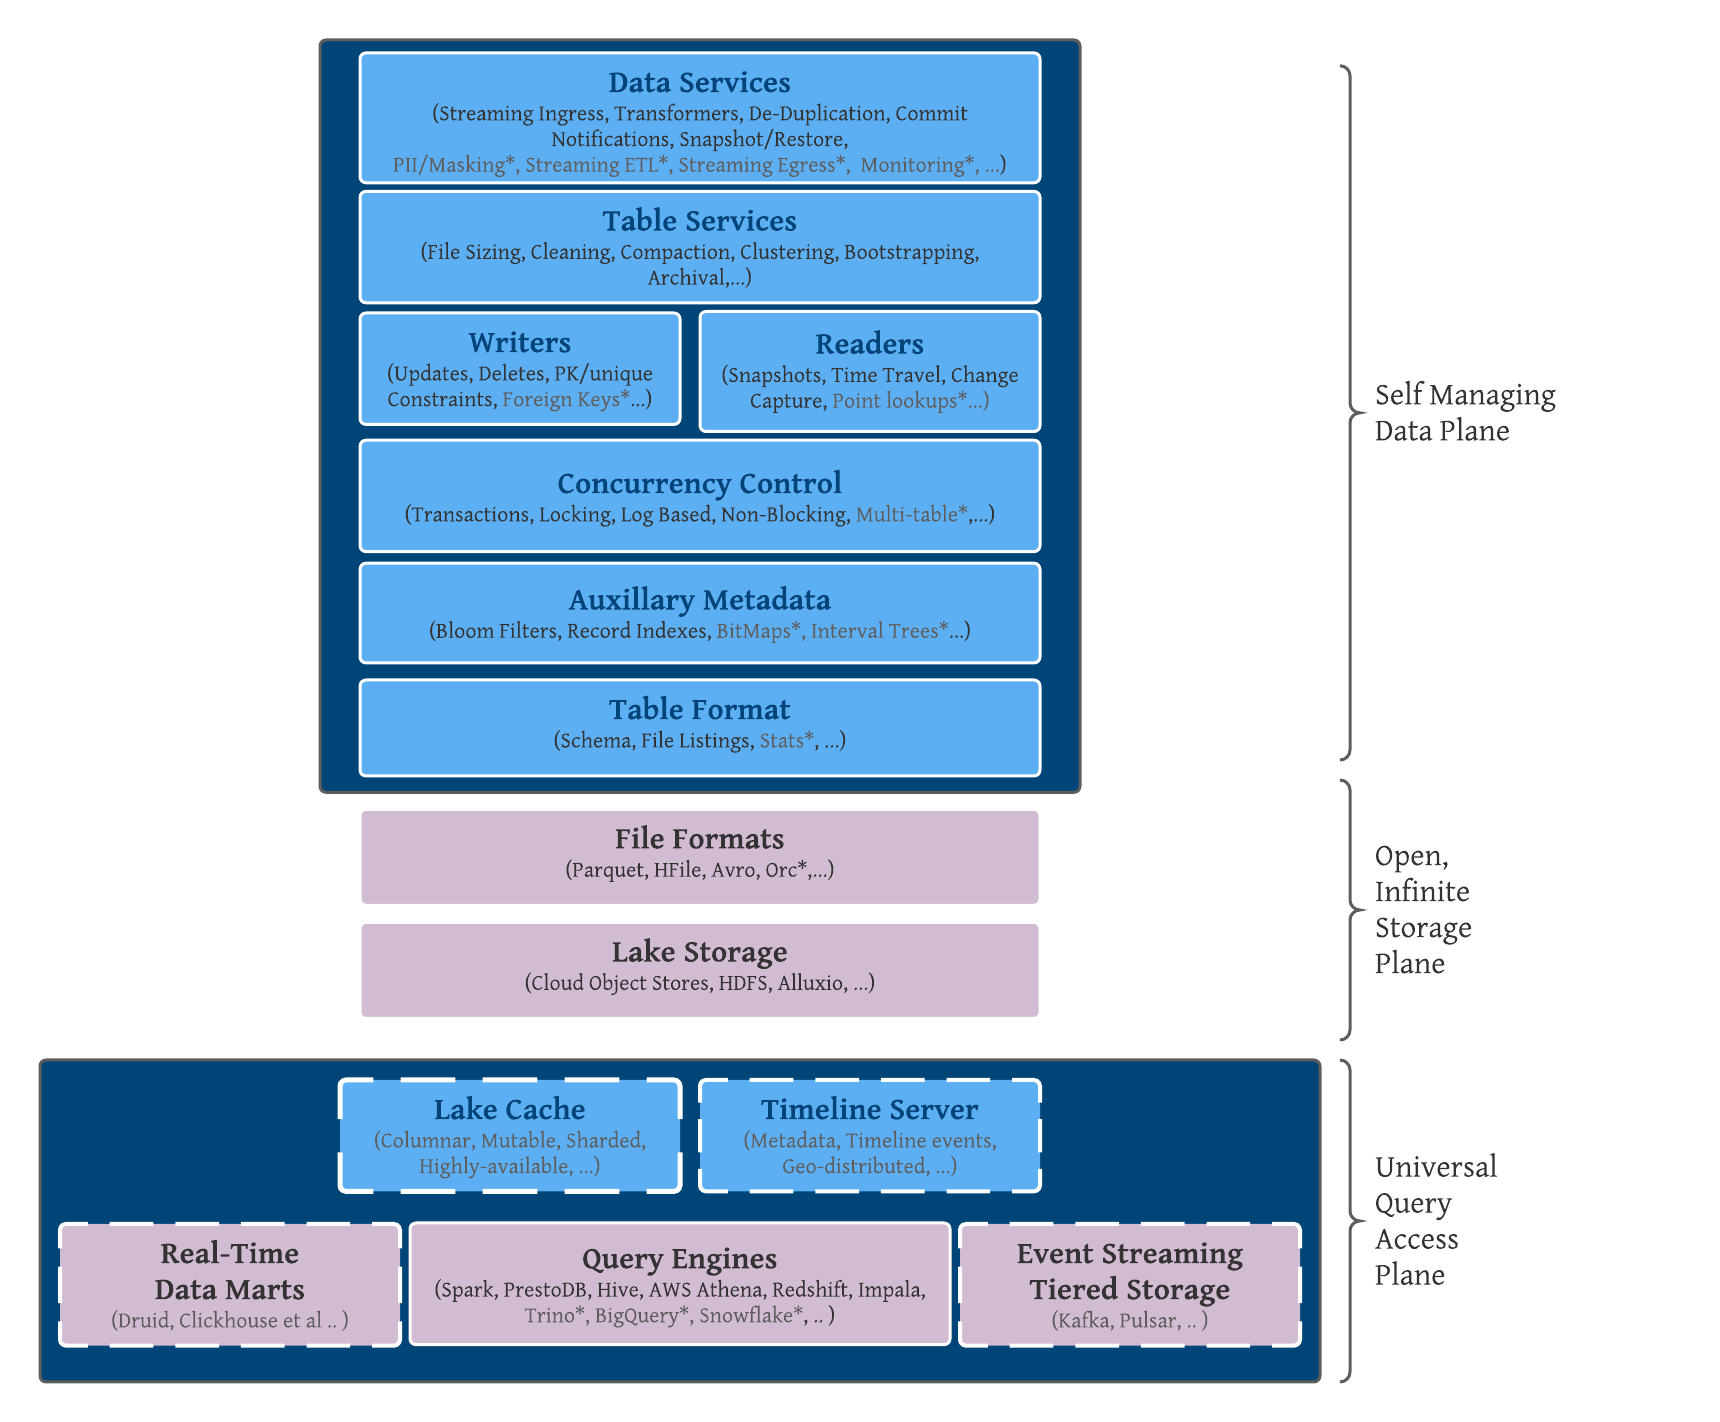 Data Services
(Streaming Ingress, Transformers, De-Duplication, Commit
Notifications, Snapshot/Restore,
PII/Masking*, Streaming ETL*, Streaming Egress*,  Monitoring*, ...)
Table Services
(File Sizing, Cleaning, Compaction, Clustering, Bootstrapping,
Archival,...)
Writers
(Updates, Deletes, PK/unique
Constraints, Foreign Keys*...)
Readers
(Snapshots, Time Travel, Change
Capture, Point lookups*...)
Concurrency Control
(Transactions, Locking, Log Based, Non-Blocking, Multi-table*,...)
Auxillary Metadata
(Bloom Filters, Record Indexes, BitMaps*, Interval Trees*...)
Table Format
(Schema, File Listings, Stats*, ...)
Self Managing
Data Plane
File Formats
(Parquet, HFile, Avro, Orc*,...)
Lake Storage
(Cloud Object Stores, HDFS, Alluxio, ...)
Open,
Infinite
Storage
Plane
Lake Cache
(Columnar, Mutable, Sharded,
Highly-available, ...)
Timeline Server
(Metadata, Timeline events,
Geo-distributed, ...)
Real-Time
Data Marts
(Druid, Clickhouse et al .. )
Query Engines
(Spark, PrestoDB, Hive, AWS Athena, Redshift, Impala,
Trino*, BigQuery*, Snowflake*, .. )
Event Streaming
Tiered Storage
(Kafka, Pulsar, .. )
Universal
Query
Access
Plane